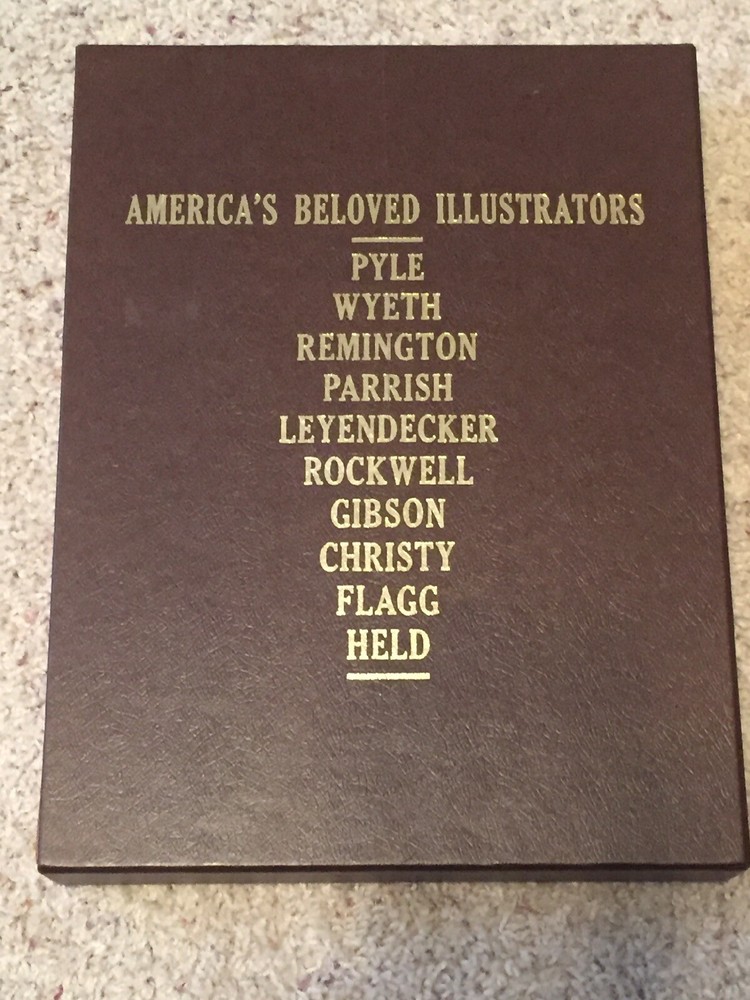 AMERICA'S BELOVED ILLUSTRATORS
PYLE
WYETH
REMINGTON
PARRISH
LEYENDECKER
ROCKWELL
GIBSON
CHRISTY
FLAGG
HELD